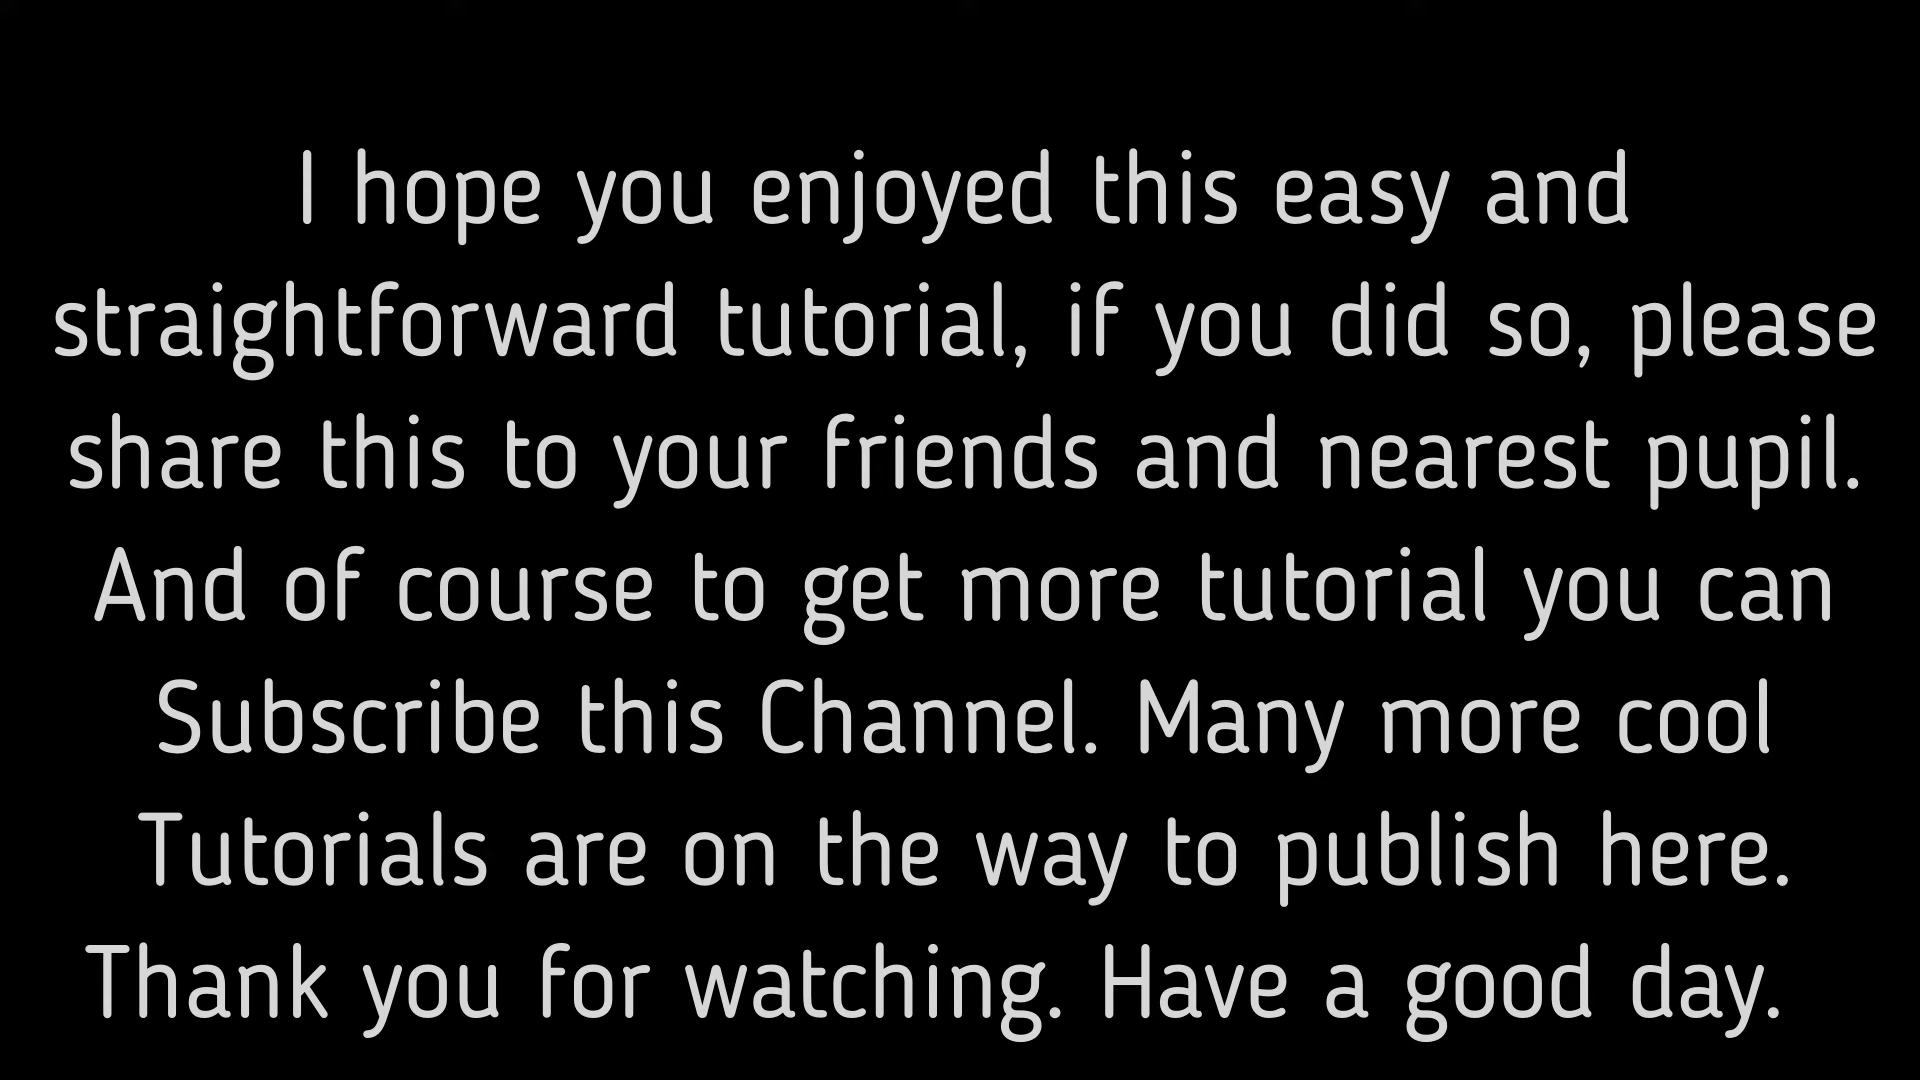 I hope you enjoyed this easy and
straightforward tutorial, if you did so, please
share this to your friends and nearest pupil.
And of course to get more tutorial you can
Subscribe this Channel. Many more cool
Tutorials are on the way to publish here.
Thank you for watching. Have a good day.